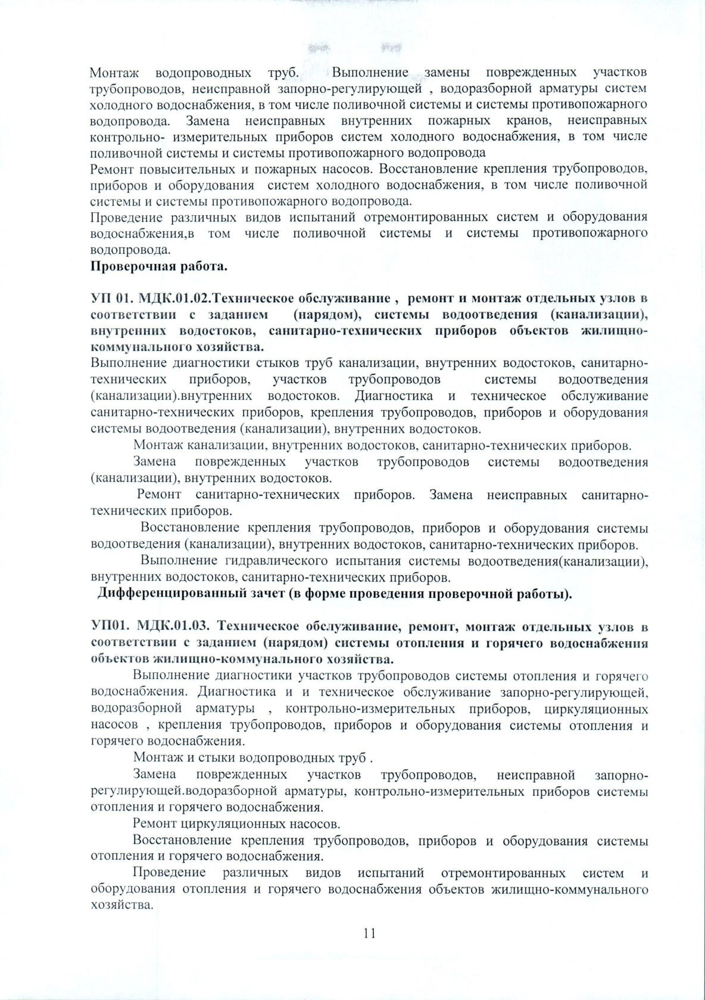 Монтаж водопроводных труб. Выполнение замены поврежденных участков
трубопроводов, неисправной запорно-регулирующей , водоразборной арматуры систем
холодного водоснабжения, в том числе поливочной системы и системы противопожарного
водопровода. Замена неисправных внутренних пожарных кранов, неисправных
контрольно- измерительных приборов систем холодного водоснабжения, в том числе
поливочной системы и системы противопожарного водопровода
Ремонт повысительных и пожарных насосов. Восстановление крепления трубопроводов,
приборов и оборудования систем холодного водоснабжения, в том числе поливочной
системы и системы противопожарного водопровода.
Проведение различных видов испытаний отремонтированных систем и оборудования
водоснабжения,в том числе поливочной системы и системы противопожарного
водопровода.
Проверочная работа.
УП 01. МДК.01.02.Техническое обслуживание , ремонт и монтаж отдельных узлов в
соответствии с заданием (нарядом), системы водоотведения (канализации),
внутренних водостоков, санитарно-технических приборов объектов жилищно-
коммунального хозяйства.
Выполнение диагностики стыков труб канализации, внутренних водостоков, санитарно-
технических приборов, участков трубопроводов системы водоотведения
(канализации).внутренних водостоков. Диагностика и техническое обслуживание
санитарно-технических приборов, крепления трубопроводов, приборов и оборудования
системы водоотведения (канализации), внутренних водостоков.
Монтаж канализации, внутренних водостоков, санитарно-технических приборов.
Замена поврежденных участков трубопроводов системы водоотведения
(канализации), внутренних водостоков.
Ремонт санитарно-технических приборов. Замена неисправных санитарно-
технических приборов.
Восстановление крепления трубопроводов, приборов и оборудования системы
водоотведения (канализации), внутренних водостоков, санитарно-технических приборов.
Выполнение гидравлического испытания системы водоотведения(канализации),
внутренних водостоков, санитарно-технических приборов.
Дифференцированный зачет (в форме проведения проверочной работы).
УП01. МДК.01.03. Техническое обслуживание, ремонт, монтаж отдельных узлов в
соответствии с заданием (нарядом) системы отопления и горячего водоснабжения
объектов жилищно-коммунального хозяйства.
Выполнение диагностики участков трубопроводов системы отопления и горячего
водоснабжения. Диагностика и и техническое обслуживание запорно-регулирующей,
водоразборной арматуры , контрольно-измерительных приборов, циркуляционных
насосов , крепления трубопроводов, приборов и оборудования системы отопления и
горячего водоснабжения.
Монтаж и стыки водопроводных труб .
Замена поврежденных участков трубопроводов, неисправной запорно-
регулирующей.водоразборной арматуры, контрольно-измерительных приборов системы
отопления и горячего водоснабжения.
Ремонт циркуляционных насосов.
Восстановление крепления трубопроводов, приборов и оборудования системы
отопления и горячего водоснабжения.
Проведение различных видов испытаний отремонтированных систем и
оборудования отопления и горячего водоснабжения объектов жилищно-коммунального
хозяйства.
11